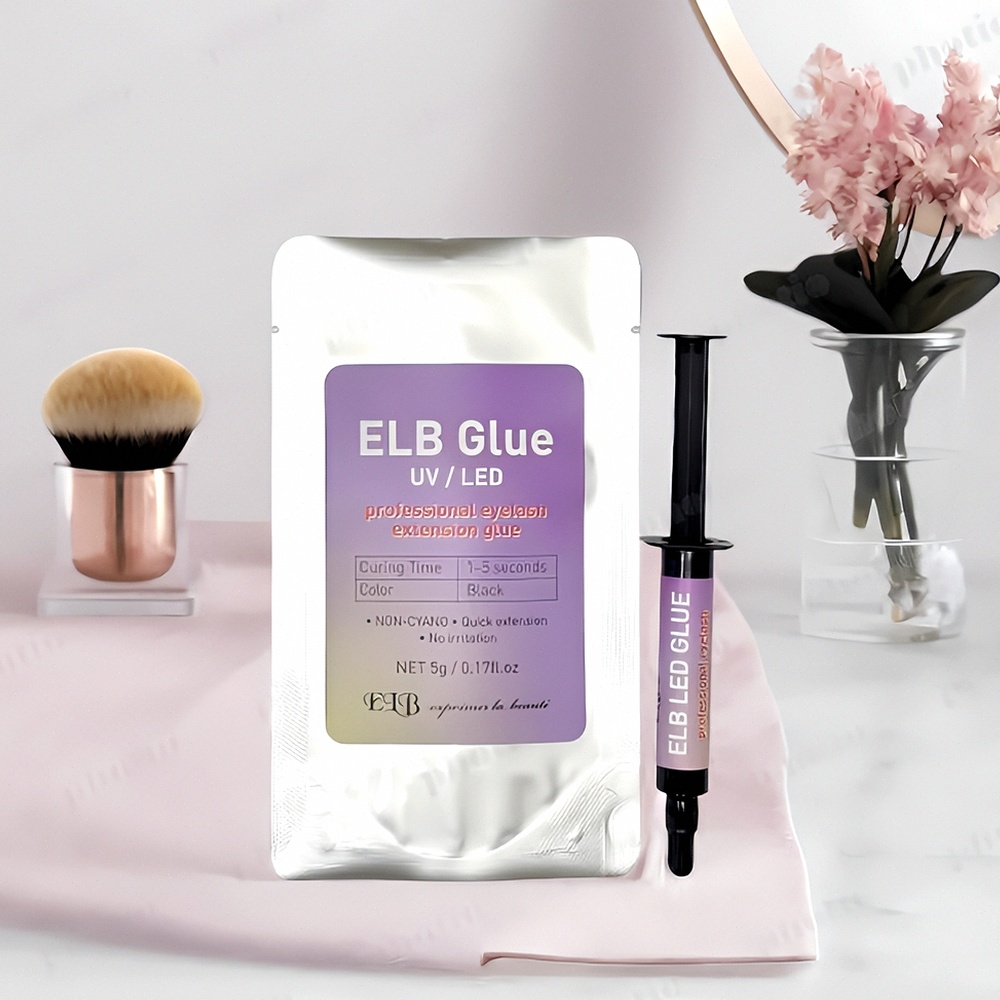 ELB Glue
UV / LED
professional eyelash
extension glue
Curing Time 1-5 seconds
Color Black
• NON-CYANO • Quick extension
• No irritation
NET 5g / 0.17fl.oz
ELB exprimer la beauté
ELB LED GLUE
professional eyelash